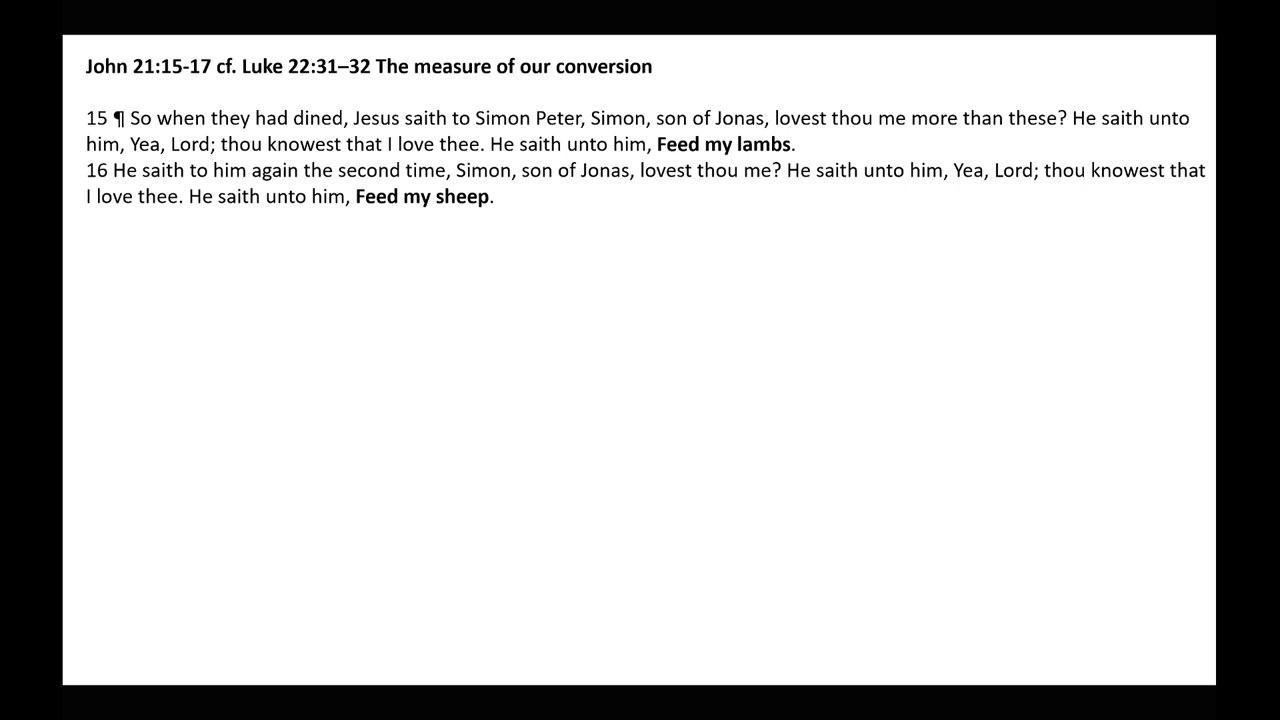 John 21:15-17 cf. Luke 22:31–32 The measure of our conversion
15 ¶ So when they had dined, Jesus saith to Simon Peter, Simon, son of Jonas, lovest thou me more than these? He saith unto
him, Yea, Lord; thou knowest that I love thee. He saith unto him, Feed my lambs.
16 He saith to him again the second time, Simon, son of Jonas, lovest thou me? He saith unto him, Yea, Lord; thou knowest that
I love thee. He saith unto him, Feed my sheep.